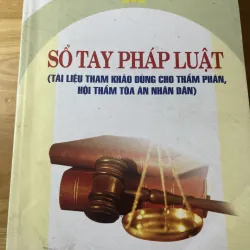 SỔ TAY PHÁP LUẬT
(TÀI LIỆU THAM KHẢO DÙNG CHO THẨM PHÁN,
HỘI THẨM TÒA ÁN NHÂN DÂN)